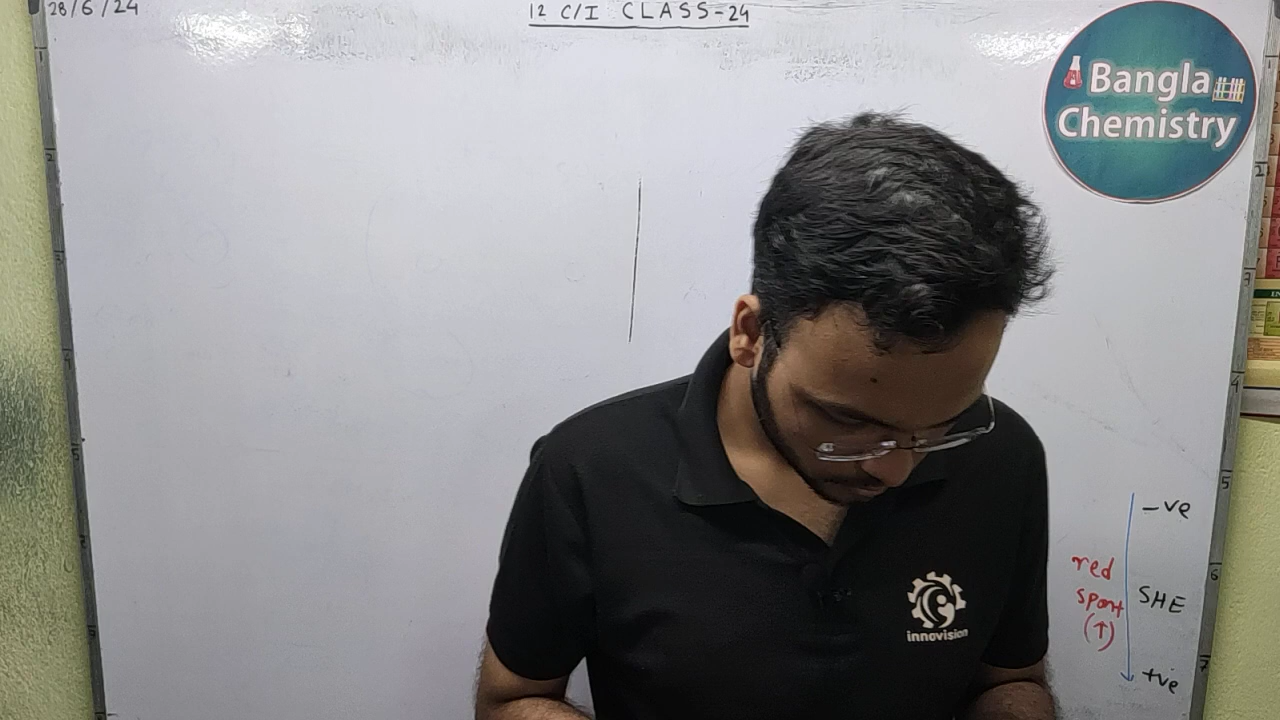 28/6/24
12 C/I CLASS-24
Bangla
Chemistry
-ve
red
spont
(↑)
SHE
+ve
innovision